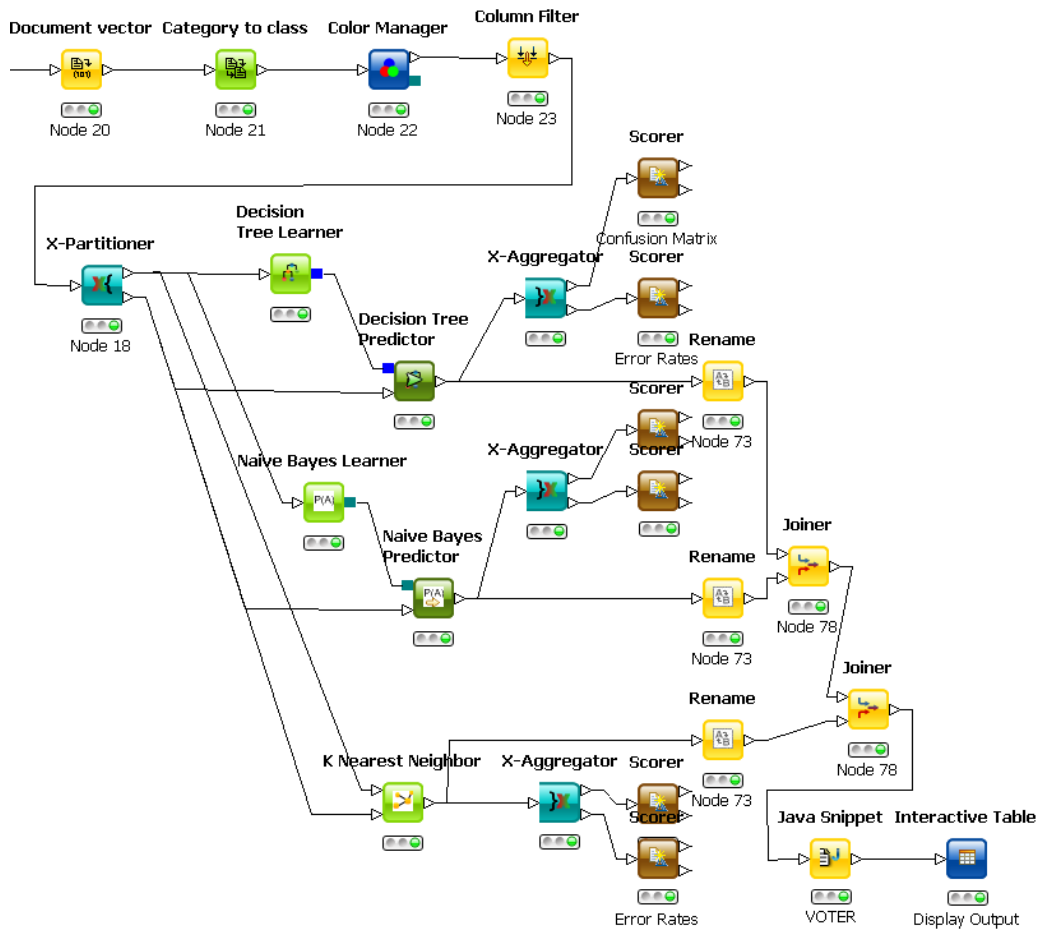 Document vector
Category to class
Color Manager
Column Filter
Node 20
Node 21
Node 22
Node 23
Scorer
Confusion Matrix
X-Partitioner
Node 18
Decision
Tree Learner
X-Aggregator
Scorer
Error Rates
Decision Tree
Predictor
Rename
Node 73
Scorer
Naive Bayes Learner
P(A)
X-Aggregator
Scorer
Naive Bayes
Predictor
P(A)
Rename
Node 73
Joiner
Node 78
Joiner
Node 78
Rename
Node 73
K Nearest Neighbor
X-Aggregator
Scorer
Scorer
Error Rates
Java Snippet
VOTER
Interactive Table
Display Output